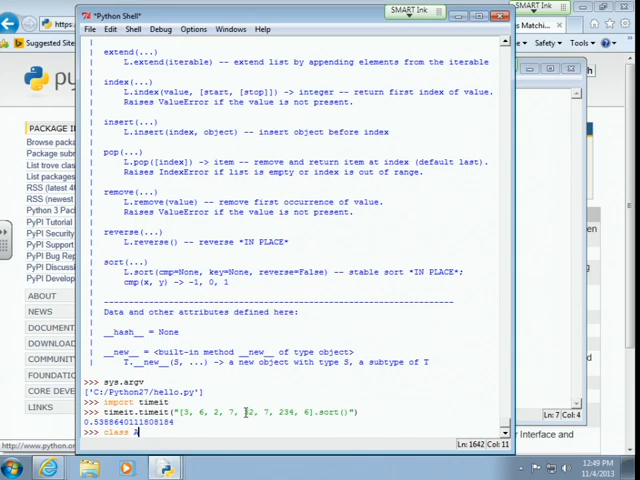 SMART Ink
*Python Shell*
SMART Ink
File Edit Shell Debug Options Windows Help
extend(...)
L.extend(iterable) -- extend list by appending elements from the iterable
index(...)
L.index(value, [start, [stop]]) -> integer -- return first index of value.
Raises ValueError if the value is not present.
insert(...)
L.insert(index, object) -- insert object before index
pop(...)
L.pop([index]) -> item -- remove and return item at index (default last).
Raises IndexError if list is empty or index is out of range.
remove(...)
L.remove(value) -- remove first occurrence of value.
Raises ValueError if the value is not present.
reverse(...)
L.reverse() -- reverse *IN PLACE*
sort(...)
L.sort(cmp=None, key=None, reverse=False) -- stable sort *IN PLACE*;
cmp(x, y) -> -1, 0, 1
----------------------------------------------------------------------
Data and other attributes defined here:
__hash__ = None
__new__ = <built-in method __new__ of type object>
T.__new__(S, ...) -> a new object with type S, a subtype of T
>>> sys.argv
['C:/Python27/hello.py']
>>> import timeit
>>> timeit.timeit("[3, 6, 2, 7, 2, 7, 234, 6].sort()")
0.5388640111808184
>>> class A
Ln: 1642 Col: 11
Suggested Sites
PACKAGE
Browse packa
Package subm
List trove class
List packages
RSS (latest 4
RSS (newest
Python 3 Pack
PyPI Tutorial
PyPI Security
PyPI Support
PyPI Bug Rep
PyPI Discussi
PyPI Develop
ABOUT
NEWS
DOCUMENT
DOWNLOAD
COMMUNITY
FOUNDATION
CORE DEVEL
http://www.python.o
es Matchin...
Safety Tools
Ln: 7 Col: 4
er Interface and
12:49 PM
11/4/2013